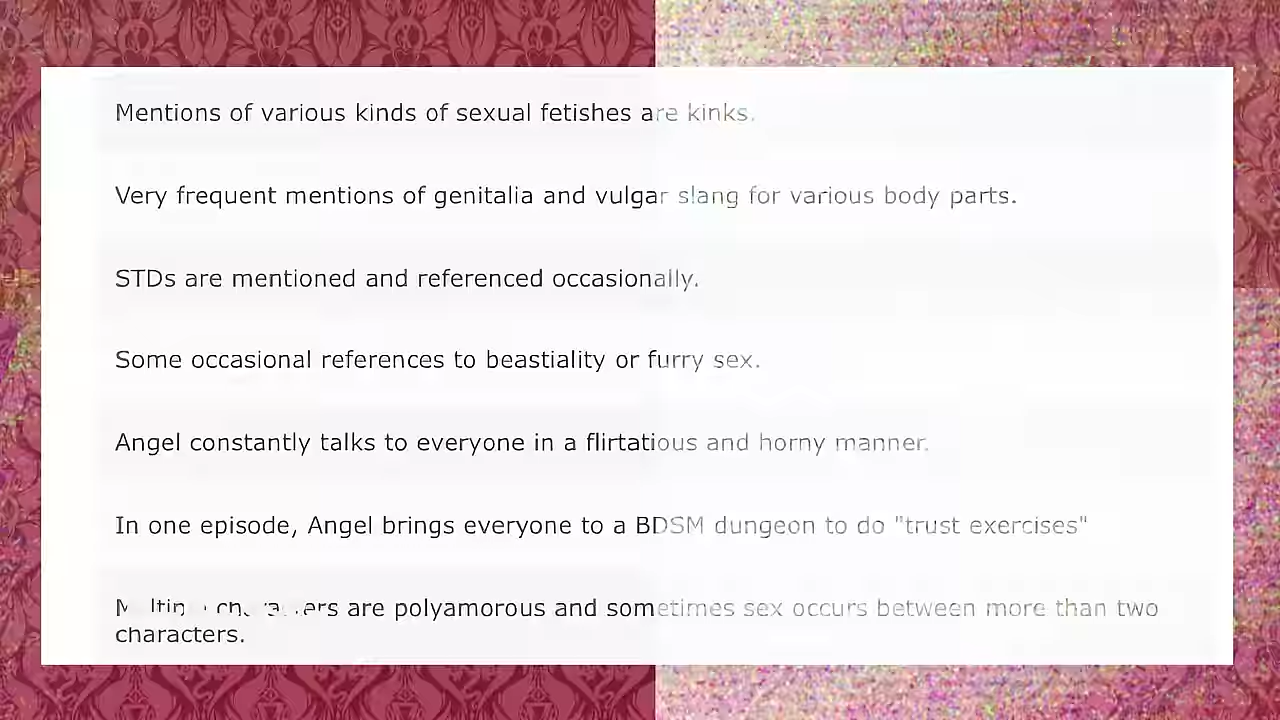 Mentions of various kinds of sexual fetishes are kinks.
Very frequent mentions of genitalia and vulgar slang for various body parts.
STDs are mentioned and referenced occasionally.
Some occasional references to beastiality or furry sex.
Angel constantly talks to everyone in a flirtatious and horny manner.
In one episode, Angel brings everyone to a BDSM dungeon to do "trust exercises"
Multiple characters are polyamorous and sometimes sex occurs between more than two
characters.